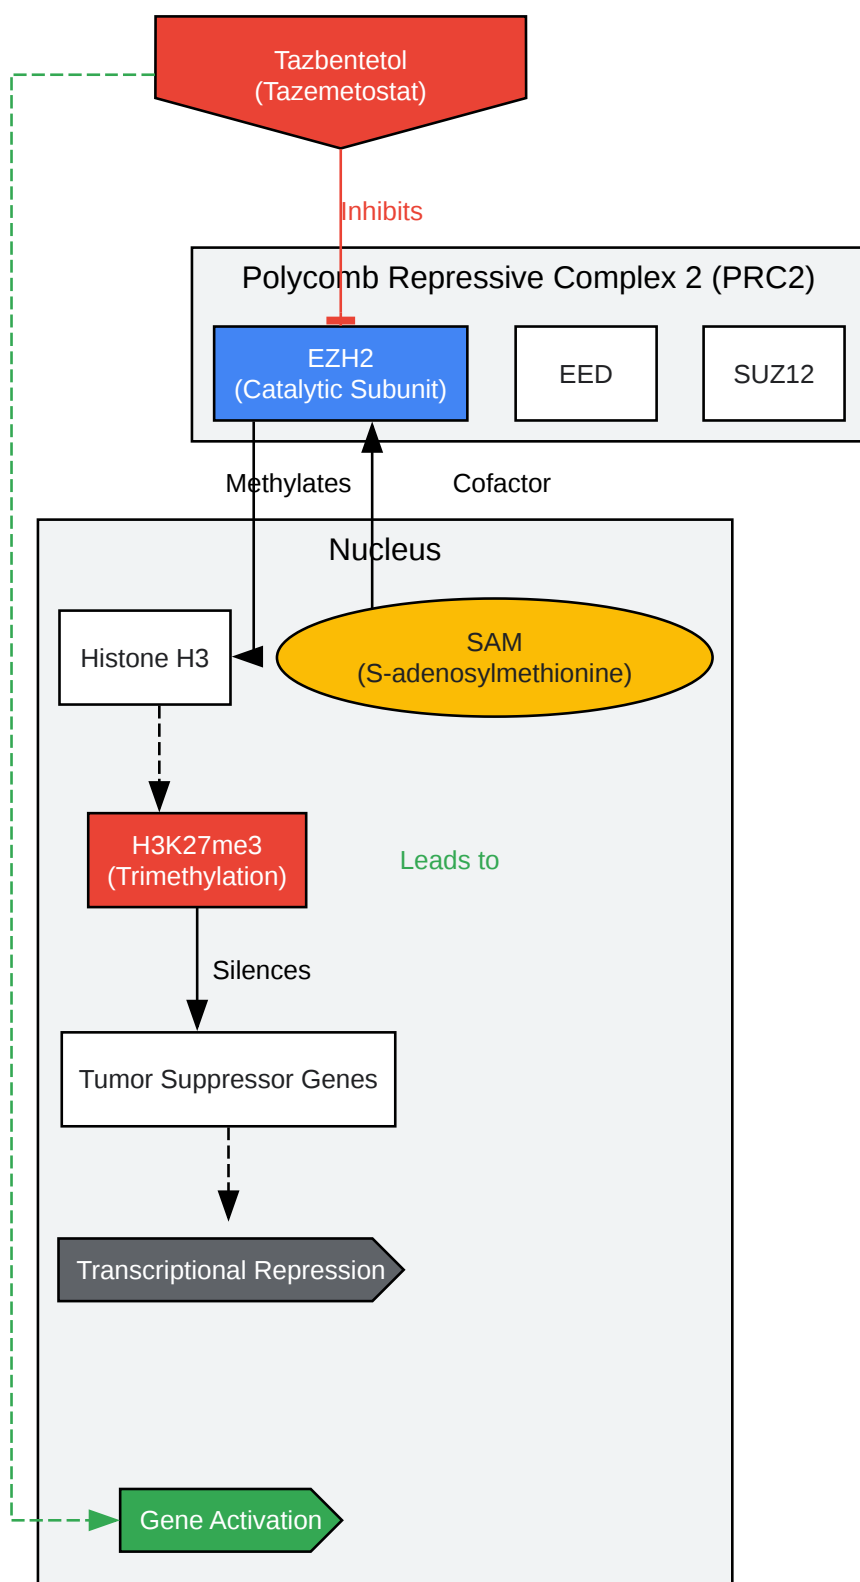 Tazbentetol
(Tazemetostat)
Inhibits
Polycomb Repressive Complex 2 (PRC2)
EZH2
(Catalytic Subunit)
EED
SUZ12
Methylates
Cofactor
Nucleus
Histone H3
SAM
(S-adenosylmethionine)
H3K27me3
(Trimethylation)
Leads to
Silences
Tumor Suppressor Genes
Transcriptional Repression
Gene Activation